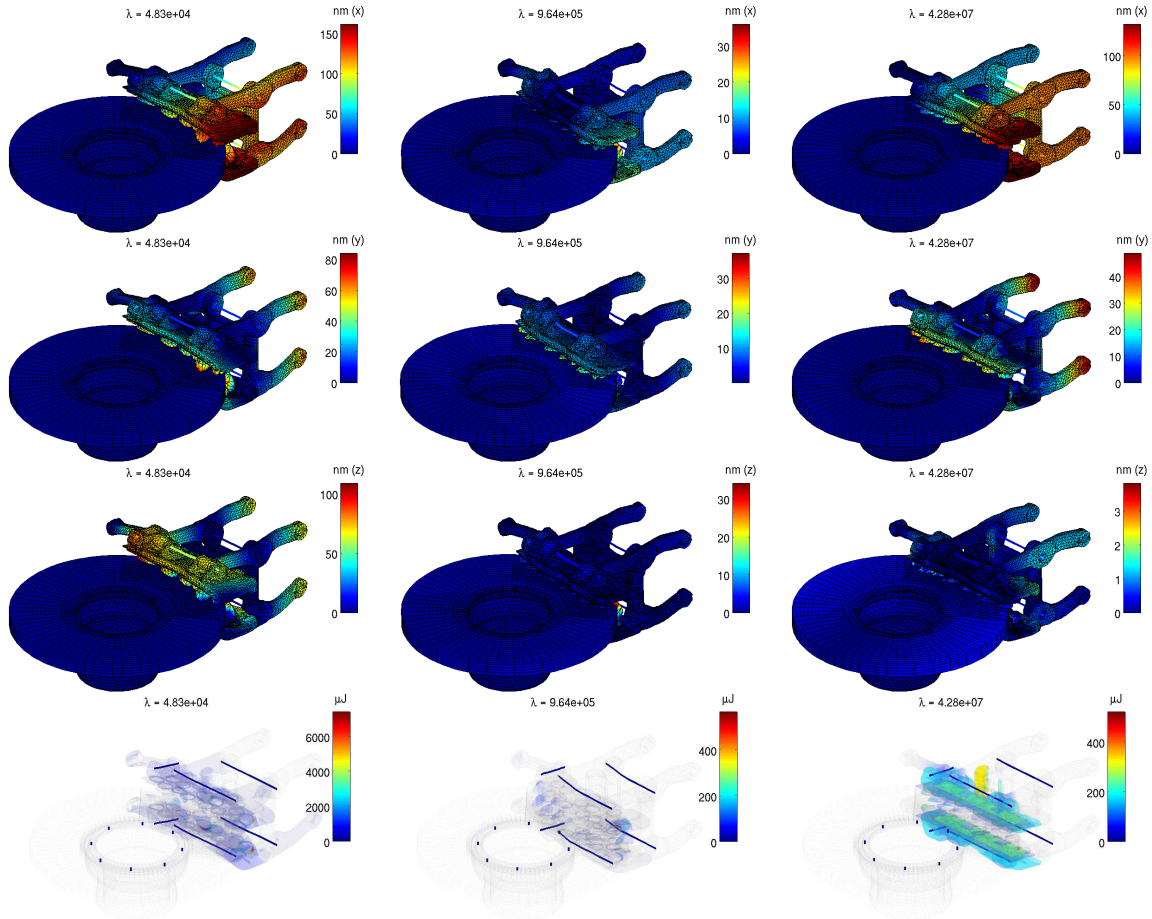 nm (x) nm (x) nm (x)
λ = 4.83e+04 λ = 9.64e+05 λ = 4.28e+07
150 100 50 0
30 20 10 0
100 50 0
nm (y) nm (y) nm (y)
λ = 4.83e+04 λ = 9.64e+05 λ = 4.28e+07
80 60 40 20 0
30 20 10
40 30 20 10 0
nm (z) nm (z) nm (z)
λ = 4.83e+04 λ = 9.64e+05 λ = 4.28e+07
100 50 0
30 20 10 0
3 2 1 0
μJ μJ μJ
λ = 4.83e+04 λ = 9.64e+05 λ = 4.28e+07
6000 4000 2000 0
400 200 0
400 200 0